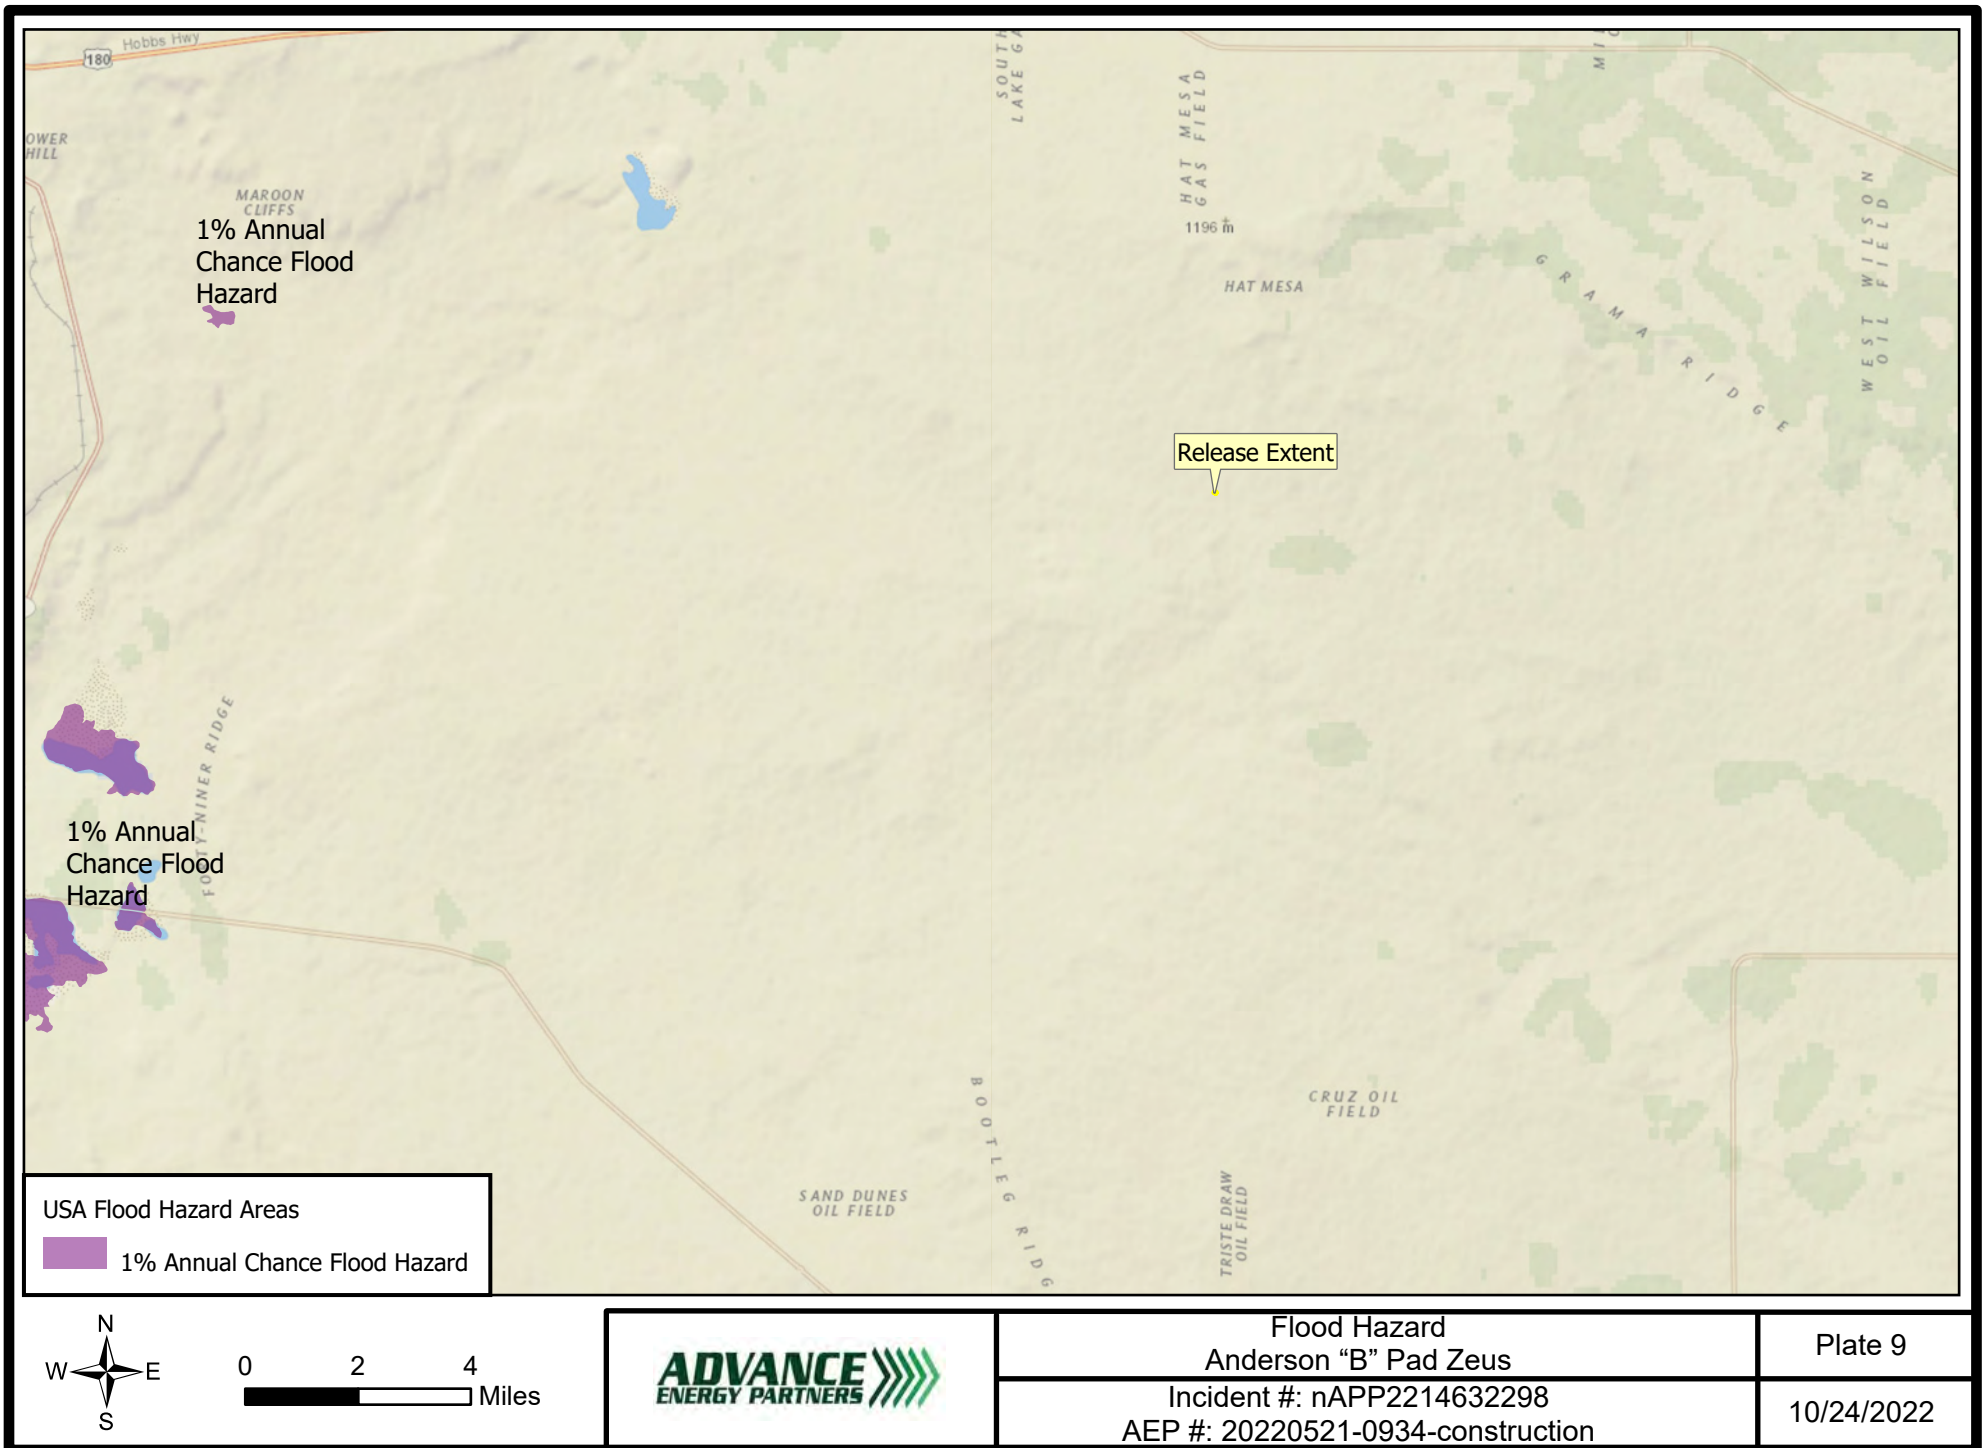 Hobbs Hwy
180
OWER
HILL
MAROON
CLIFFS
1% Annual
Chance Flood
Hazard
SOUTH
LAKE GA
HAT MESA
GAS FIELD
1196 m
HAT MESA
GRAMA RIDGE
WEST WILSON
OIL FIELD
Release Extent
FORTY-NINER RIDGE
1% Annual
Chance Flood
Hazard
CRUZ OIL
FIELD
BOOTLEG RIDG
SAND DUNES
OIL FIELD
TRISTE DRAW
OIL FIELD
USA Flood Hazard Areas
1% Annual Chance Flood Hazard
N
W E
S
0 2 4
Miles
ADVANCE
ENERGY PARTNERS
Flood Hazard
Anderson “B” Pad Zeus
Incident #: nAPP2214632298
AEP #: 20220521-0934-construction
Plate 9
10/24/2022